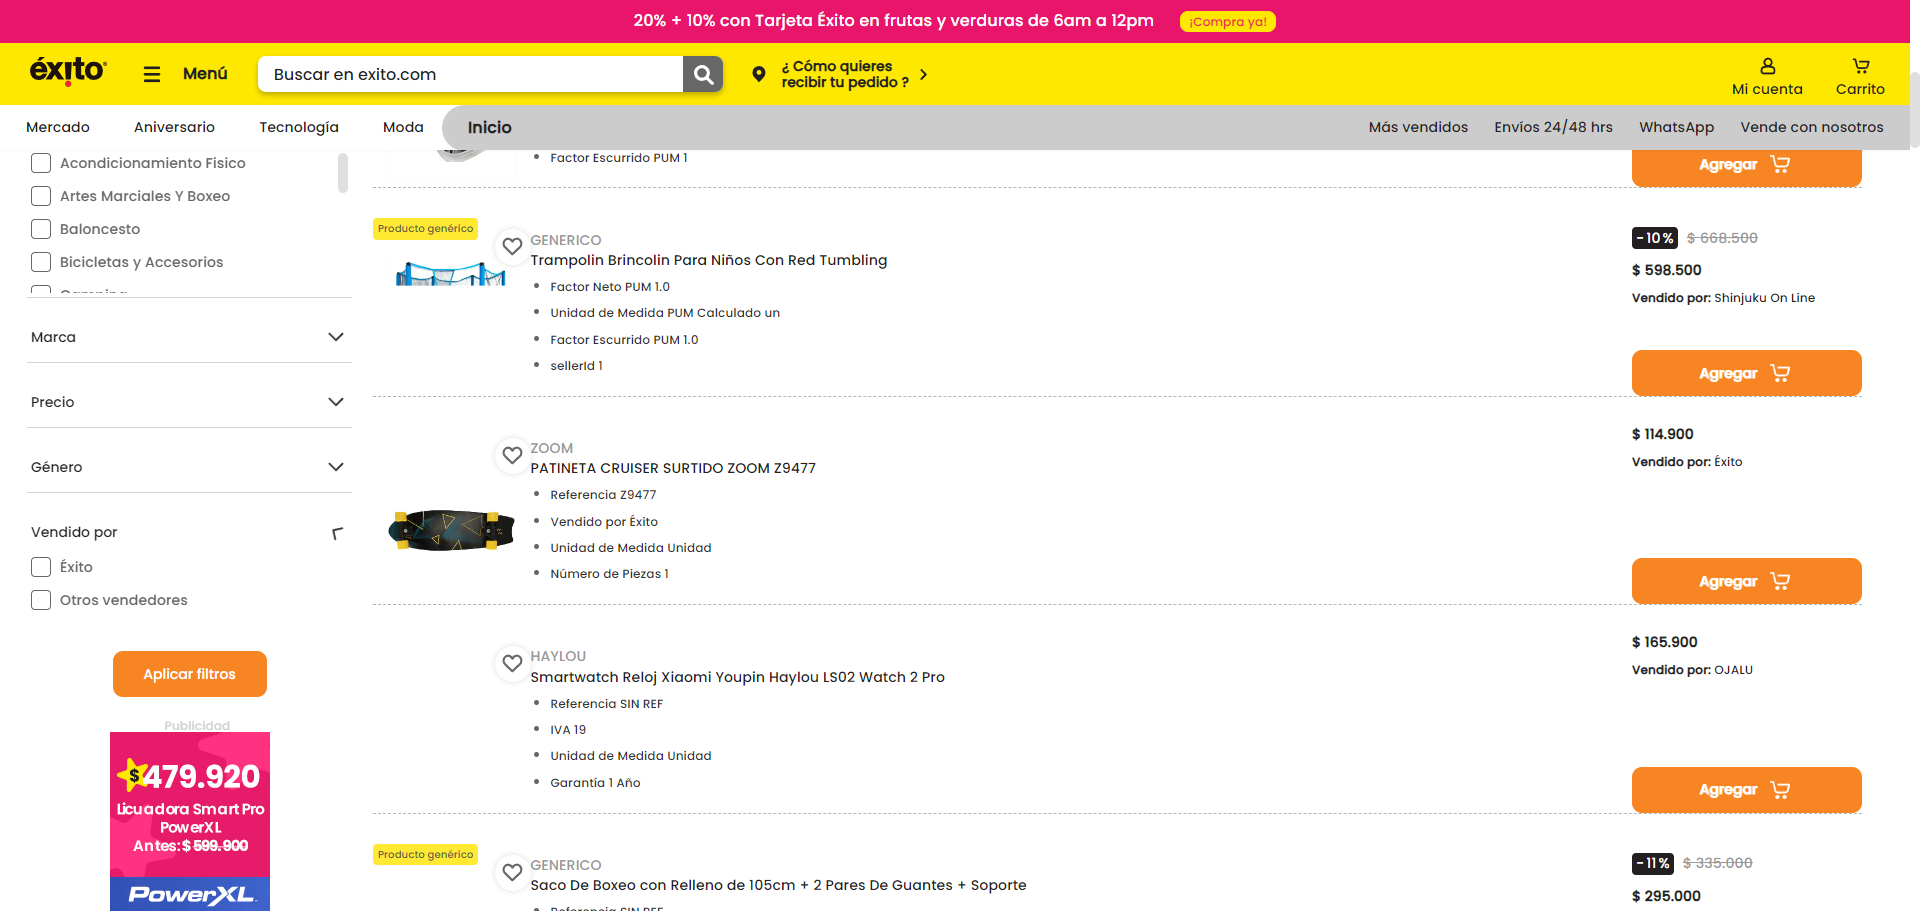 20% + 10% con Tarjeta Éxito en frutas y verduras de 6am a 12pm
¡Compra ya!
éxito
Menú
Buscar en exito.com
¿ Cómo quieres
recibir tu pedido ?
Mi cuenta
Carrito
Mercado
Aniversario
Tecnología
Moda
Inicio
Más vendidos
Envíos 24/48 hrs
WhatsApp
Vende con nosotros
Acondicionamiento Fisico
Artes Marciales Y Boxeo
Baloncesto
Bicicletas y Accesorios
Marca
Precio
Género
Vendido por
Éxito
Otros vendedores
Aplicar filtros
Publicidad
$479.920
Licuadora Smart Pro
PowerXL
Antes: $ 599.900
PowerXL
Factor Escurrido PUM 1
Agregar
Producto genérico
GENERICO
Trampolin Brincolin Para Niños Con Red Tumbling
Factor Neto PUM 1.0
Unidad de Medida PUM Calculado un
Factor Escurrido PUM 1.0
sellerId 1
-10% $ 668.500
$ 598.500
Vendido por: Shinjuku On Line
Agregar
ZOOM
PATINETA CRUISER SURTIDO ZOOM Z9477
Referencia Z9477
Vendido por Éxito
Unidad de Medida Unidad
Número de Piezas 1
$ 114.900
Vendido por: Éxito
Agregar
HAYLOU
Smartwatch Reloj Xiaomi Youpin Haylou LS02 Watch 2 Pro
Referencia SIN REF
IVA 19
Unidad de Medida Unidad
Garantía 1 Año
$ 165.900
Vendido por: OJALU
Agregar
Producto genérico
GENERICO
Saco De Boxeo con Relleno de 105cm + 2 Pares De Guantes + Soporte
Referencia SIN REF
-11% $ 335.000
$ 295.000